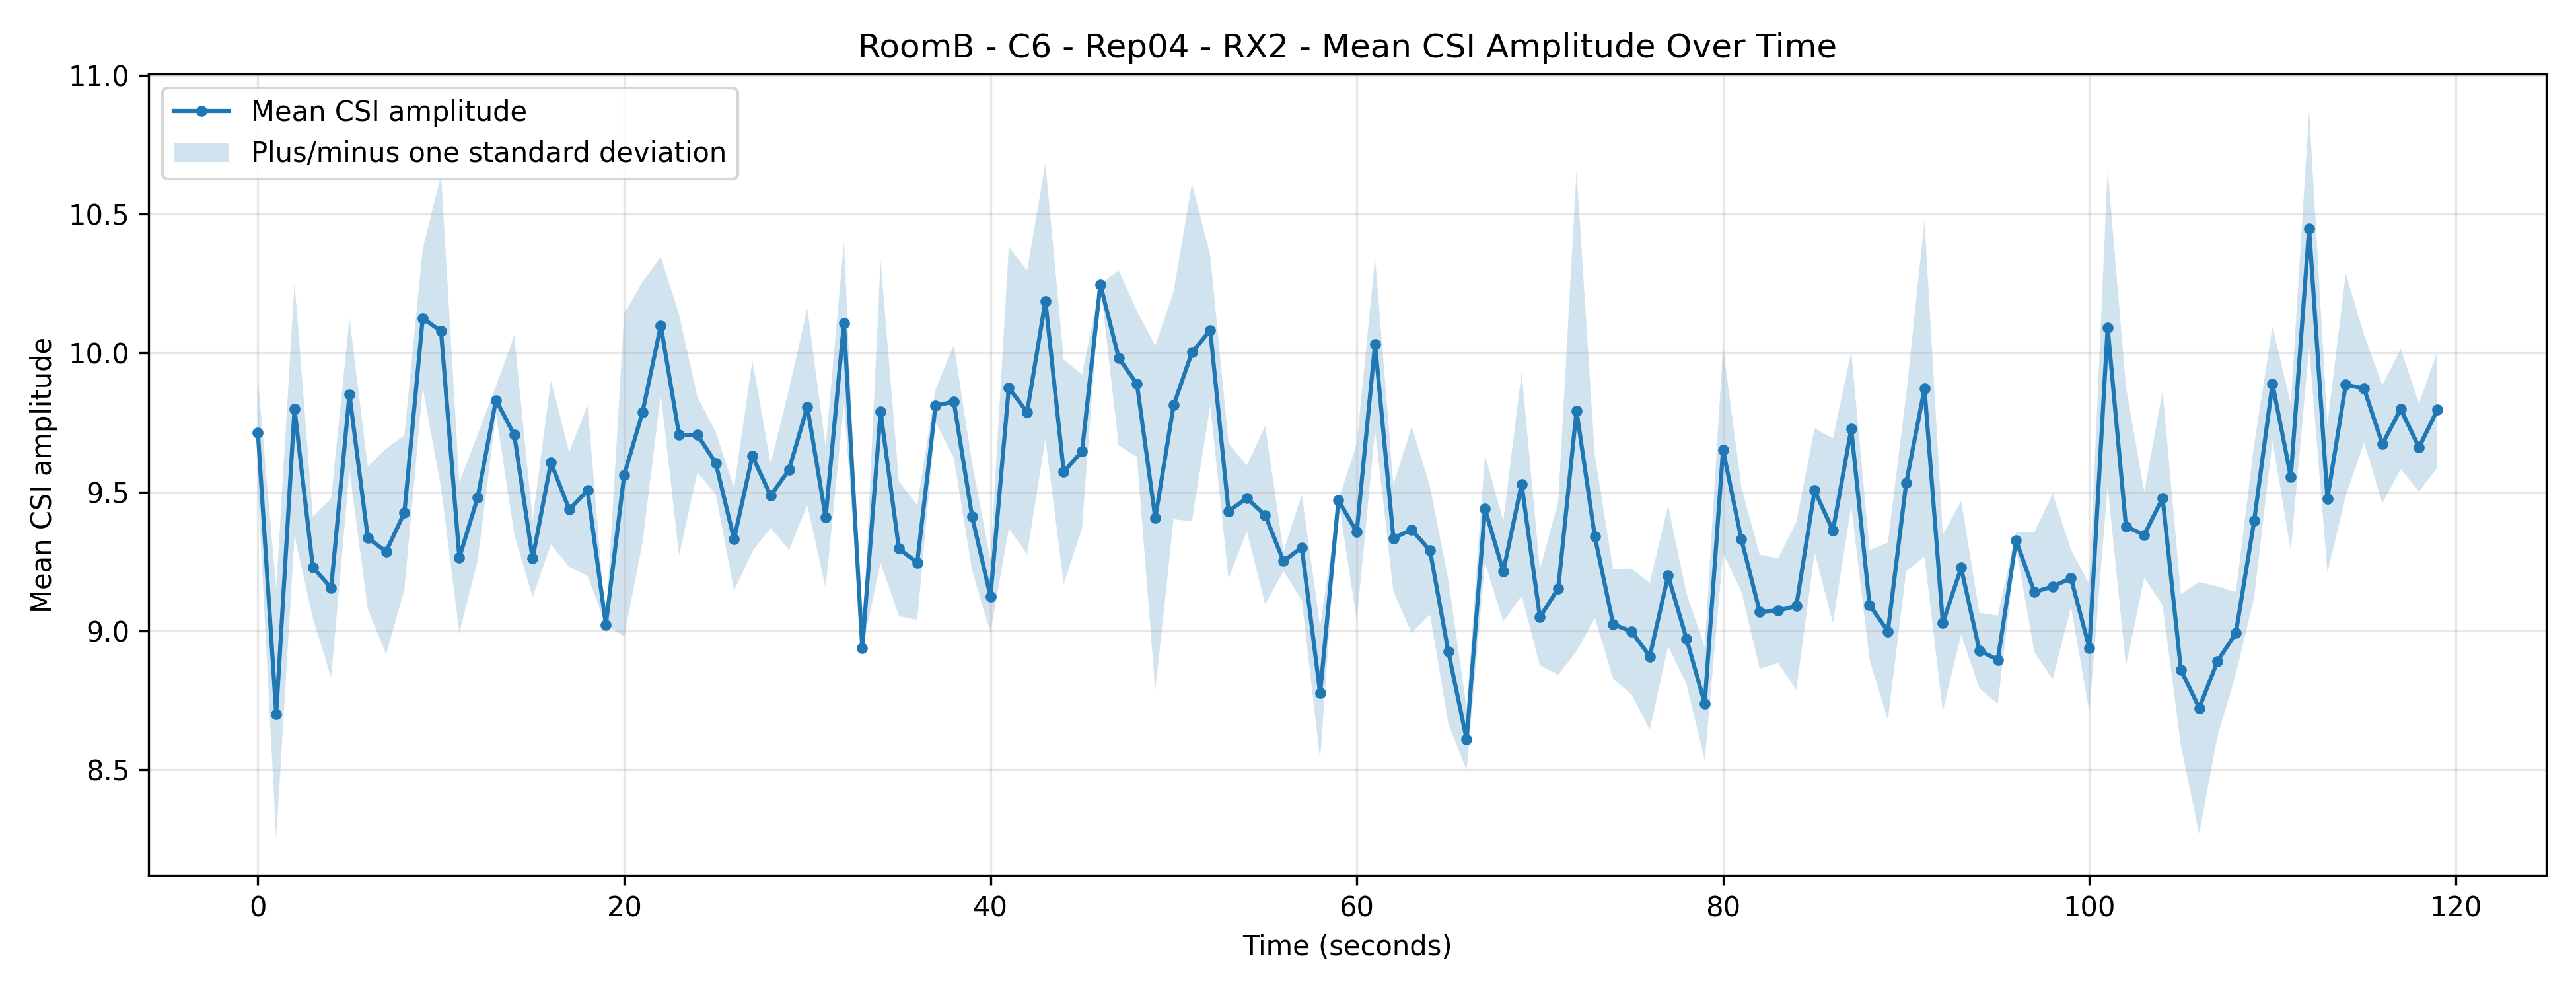 RoomB - C6 - Rep04 - RX2 - Mean CSI Amplitude Over Time
Mean CSI amplitude
Plus/minus one standard deviation
Mean CSI amplitude
11.0
10.5
10.0
9.5
9.0
8.5
0 20 40 60 80 100 120
Time (seconds)